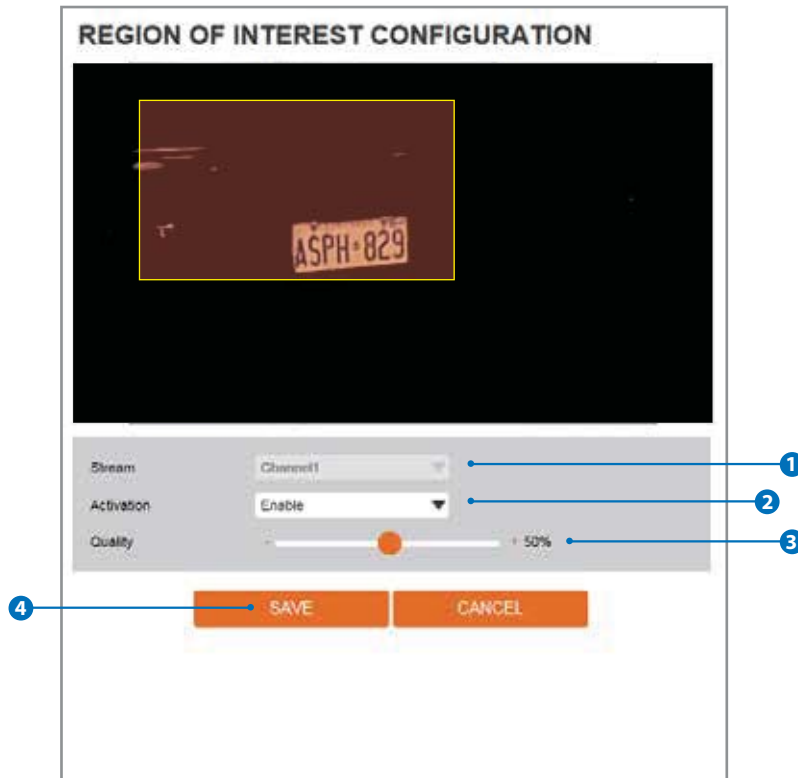 REGION OF INTEREST CONFIGURATION
ASPH 829
Stream Channel1 1
Activation Enable 2
Quality - + 50% 3
4 SAVE CANCEL